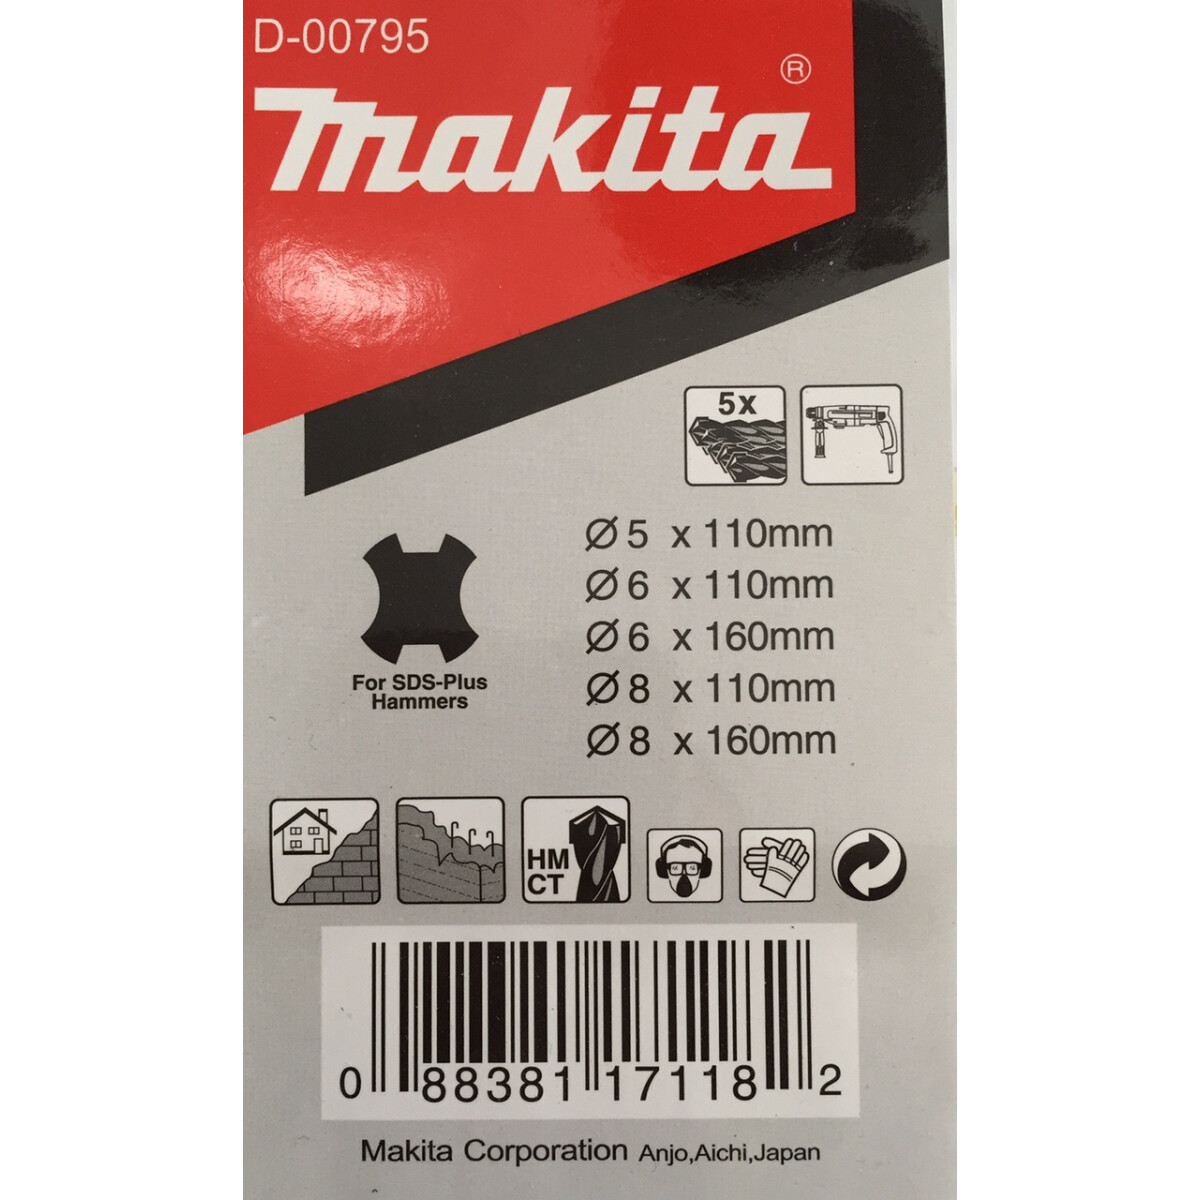 D-00795
makita®
5x
Ø5 x 110mm
Ø6 x 110mm
Ø6 x 160mm
Ø8 x 110mm
Ø8 x 160mm
For SDS-Plus
Hammers
HM
CT
0 88381 17118 2
Makita Corporation Anjo,Aichi,Japan